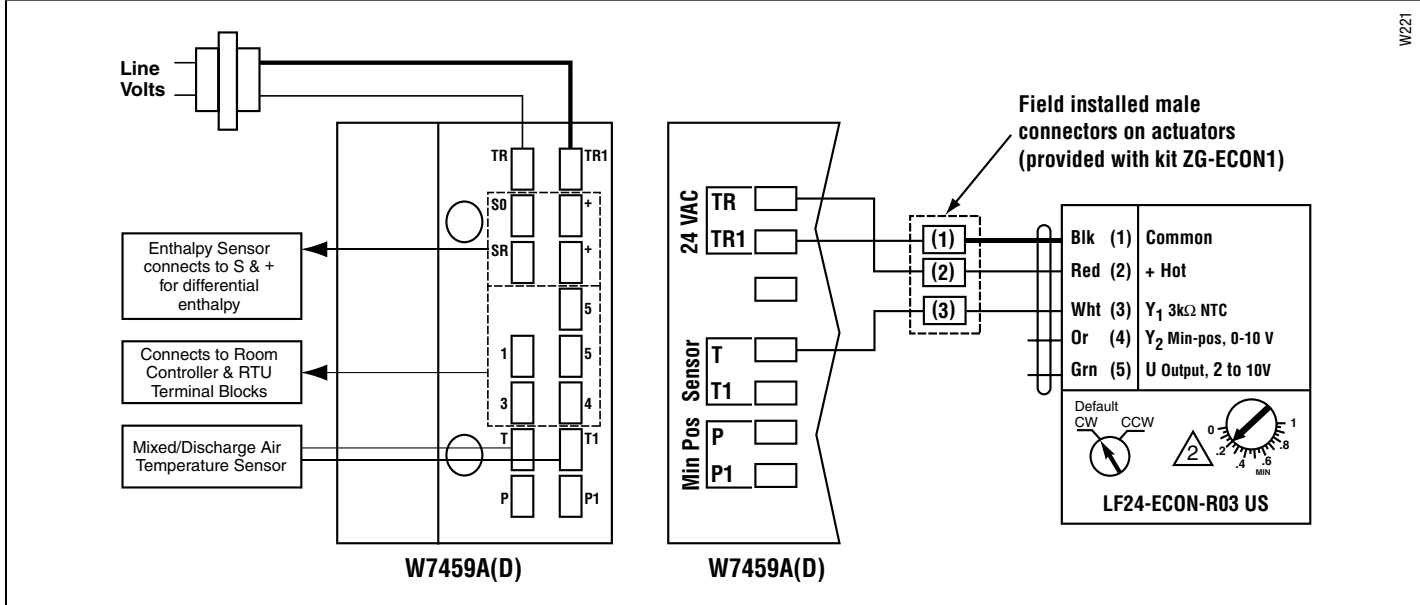 W221
Line
Volts
TR
TR1
S0
+
SR
+
5
1
5
3
4
T
T1
P
P1
Enthalpy Sensor
connects to S & +
for differential
enthalpy
Connects to Room
Controller & RTU
Terminal Blocks
Mixed/Discharge Air
Temperature Sensor
W7459A(D)
24 VAC
TR
TR1
Sensor
T
T1
Min Pos
P
P1
W7459A(D)
Field installed male
connectors on actuators
(provided with kit ZG-ECON1)
(1)
(2)
(3)
Blk (1) Common
Red (2) + Hot
Wht (3) Y1 3kΩ NTC
Or (4) Y2 Min-pos, 0-10 V
Grn (5) U Output, 2 to 10V
Default
CW
CCW
2
0
.2
.4
.6
.8
1
MIN
LF24-ECON-R03 US